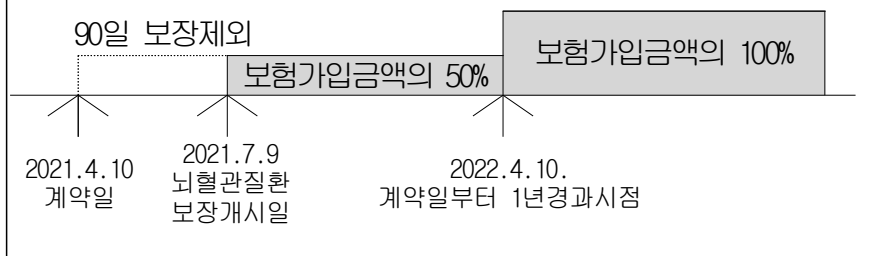 90일 보장제외
보험가입금액의 50%
보험가입금액의 100%
2021.4.10
계약일
2021.7.9
뇌혈관질환
보장개시일
2022.4.10.
계약일부터 1년경과시점